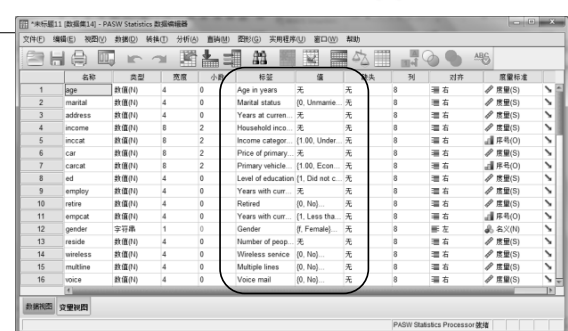 *未标题11 [数据集14] - PASW Statistics 数据编辑器
文件(F) 编辑(E) 视图(V) 数据(D) 转换(T) 分析(A) 直销(M) 图形(G) 实用程序(U) 窗口(W) 帮助
名称 类型 宽度 小数 标签 值 缺失 列 对齐 度量标准
1 age 数值(N) 4 0 Age in years 无 无 8 右 度量(S)
2 marital 数值(N) 4 0 Marital status {0, Unmarrie... 无 8 右 度量(S)
3 address 数值(N) 4 0 Years at curren... 无 无 8 右 度量(S)
4 income 数值(N) 8 2 Household inco... 无 无 8 右 度量(S)
5 inccat 数值(N) 8 2 Income categor... {1.00, Under... 无 8 右 序号(O)
6 car 数值(N) 8 2 Price of primary... 无 无 8 右 度量(S)
7 carcat 数值(N) 8 2 Primary vehicle... {1.00, Econ... 无 8 右 序号(O)
8 ed 数值(N) 4 0 Level of education {1, Did not c... 无 8 右 度量(S)
9 employ 数值(N) 4 0 Years with curr... 无 无 8 右 度量(S)
10 retire 数值(N) 4 0 Retired {0, No}... 无 8 右 度量(S)
11 empcat 数值(N) 4 0 Years with curr... {1, Less tha... 无 8 右 序号(O)
12 gender 字符串 1 0 Gender {f, Female}... 无 8 左 名义(N)
13 reside 数值(N) 4 0 Number of peop... 无 无 8 右 度量(S)
14 wireless 数值(N) 4 0 Wireless service {0, No}... 无 8 右 度量(S)
15 multline 数值(N) 4 0 Multiple lines {0, No}... 无 8 右 度量(S)
16 voice 数值(N) 4 0 Voice mail {0, No}... 无 8 右 度量(S)
数据视图 变量视图
PASW Statistics Processor 就绪